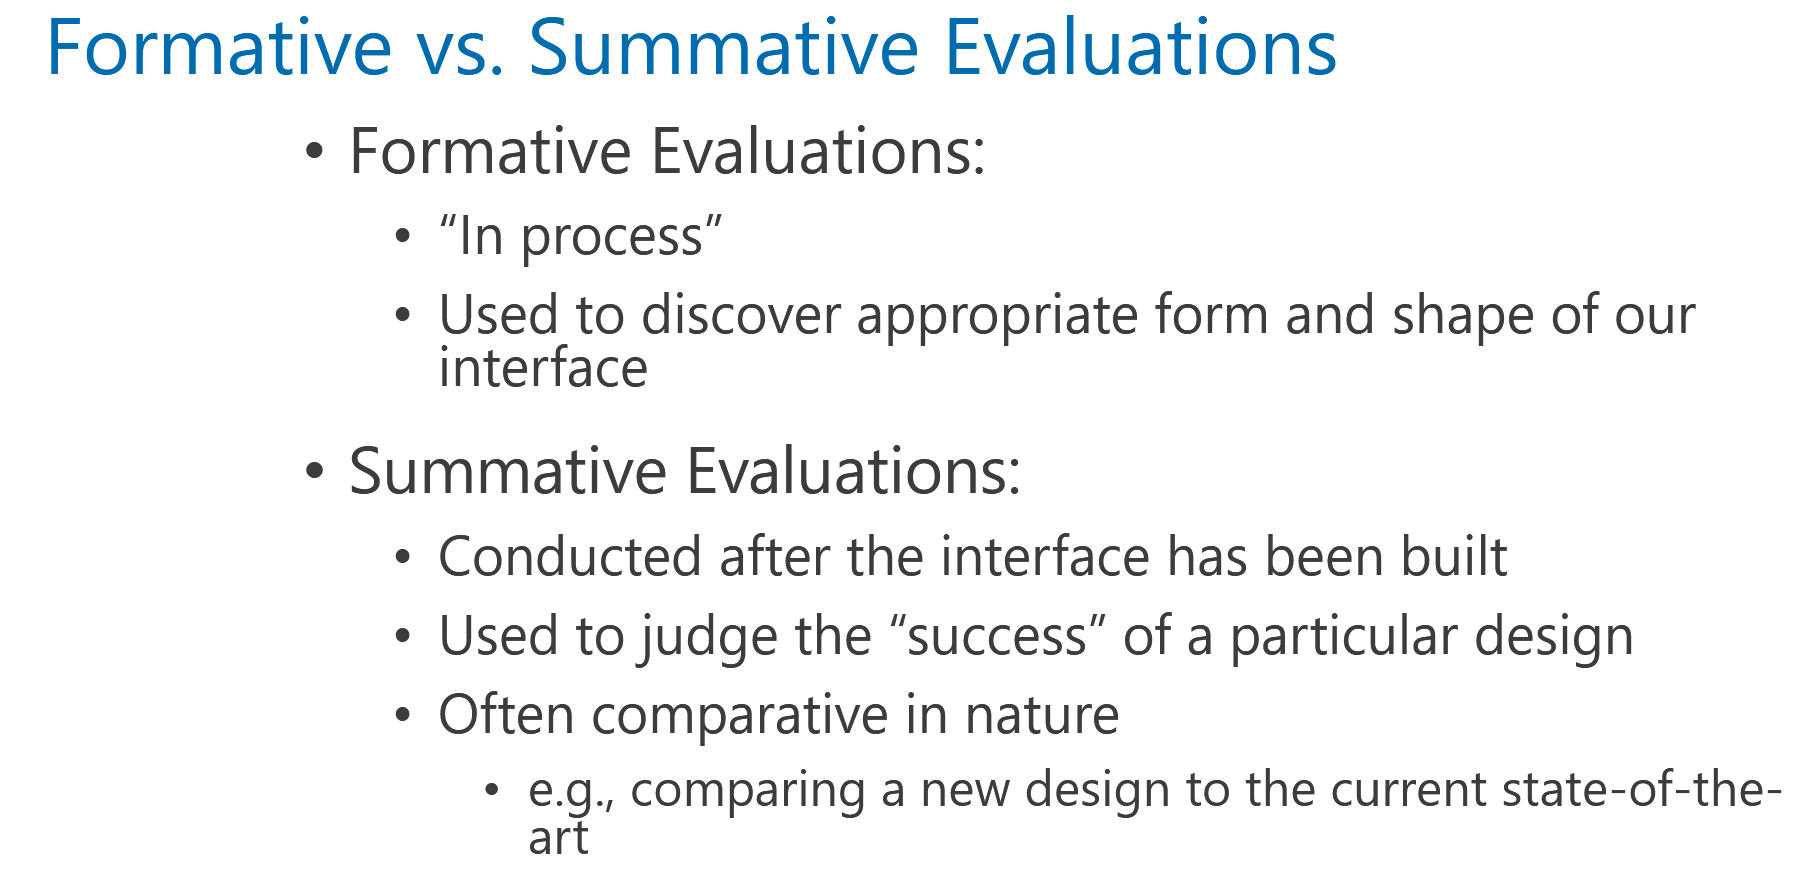 Formative vs. Summative Evaluations
• Formative Evaluations:
• “In process”
• Used to discover appropriate form and shape of our
interface
• Summative Evaluations:
• Conducted after the interface has been built
• Used to judge the “success” of a particular design
• Often comparative in nature
• e.g., comparing a new design to the current state-of-the-
art